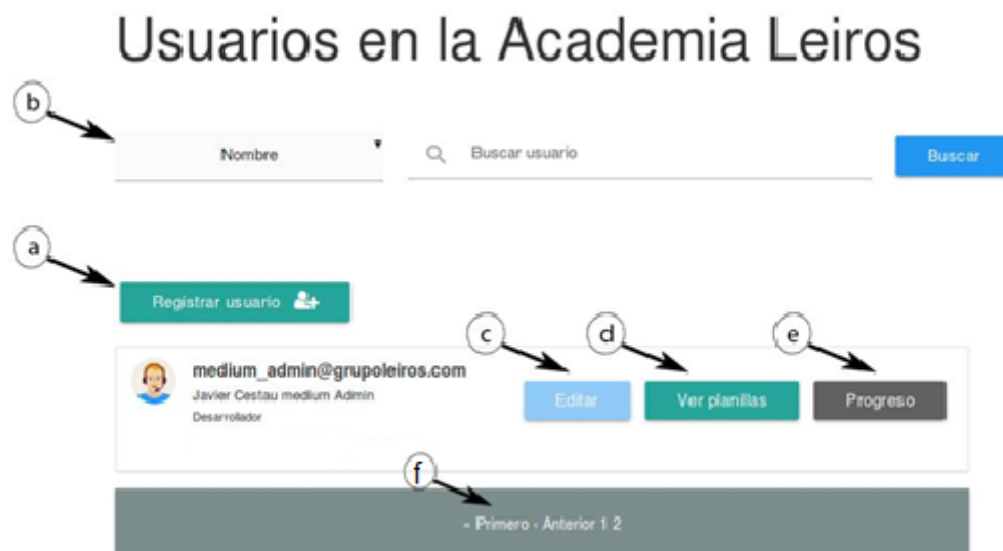 Usuarios en la Academia Leiros
b
Nombre
Buscar usuario
Buscar
a
Registrar usuario
c
d
e
medium_admin@grupoleiros.com
Javier Cestau medium Admin
Desarrollador
Editar
Ver planillas
Progreso
f
« Primero ‹ Anterior 1 2